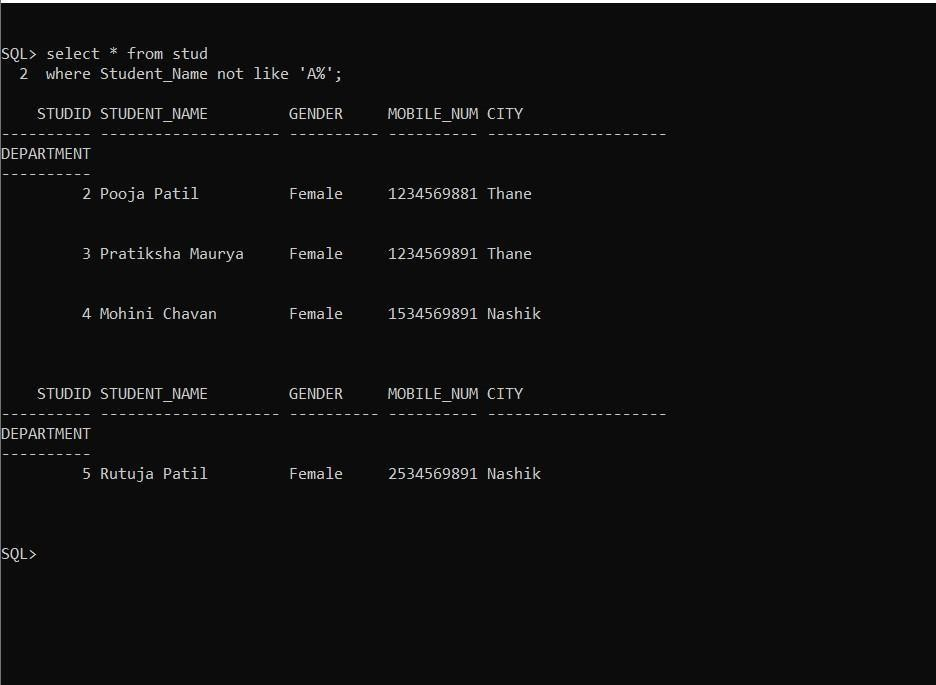 SQL> select * from stud
  2  where Student_Name not like 'A%';
    STUDID STUDENT_NAME         GENDER     MOBILE_NUM CITY
---------- -------------------- ---------- ---------- --------------------
DEPARTMENT
----------
         2 Pooja Patil          Female     1234569881 Thane
         3 Pratiksha Maurya     Female     1234569891 Thane
         4 Mohini Chavan        Female     1534569891 Nashik
    STUDID STUDENT_NAME         GENDER     MOBILE_NUM CITY
---------- -------------------- ---------- ---------- --------------------
DEPARTMENT
----------
         5 Rutuja Patil         Female     2534569891 Nashik
SQL>